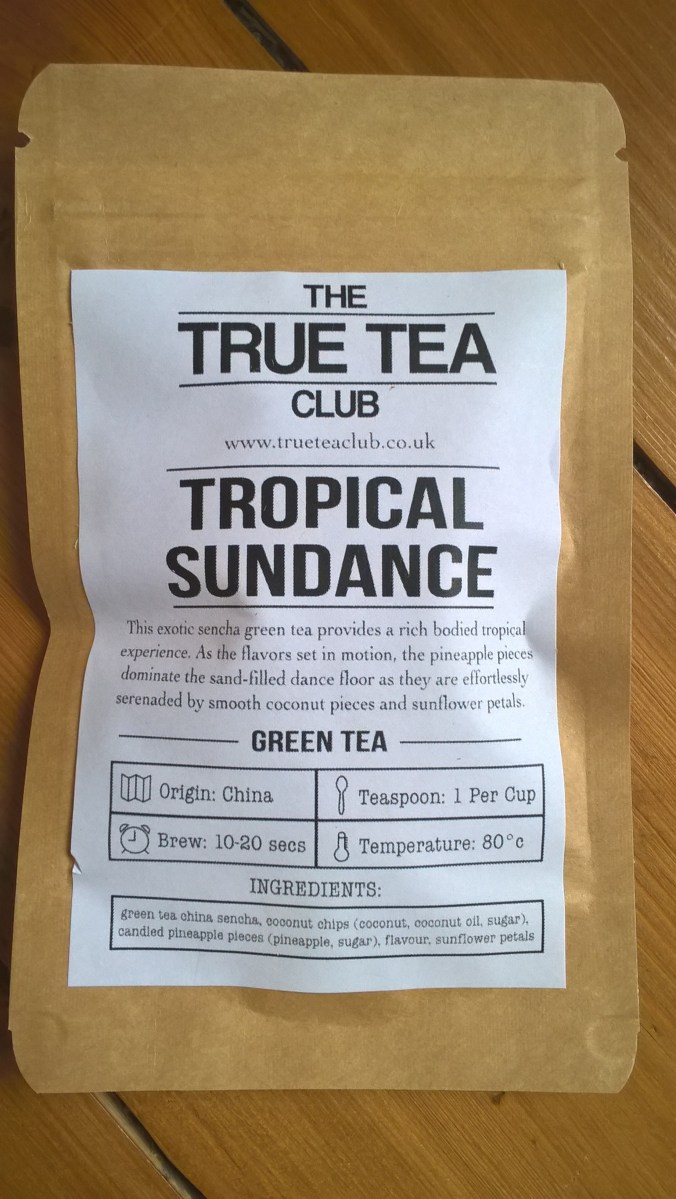 THE
TRUE TEA
CLUB
www.trueteaclub.co.uk
TROPICAL
SUNDANCE
This exotic sencha green tea provides a rich bodied tropical
experience. As the flavors set in motion, the pineapple pieces
dominate the sand-filled dance floor as they are effortlessly
serenaded by smooth coconut pieces and sunflower petals.
GREEN TEA
Origin: China
Teaspoon: 1 Per Cup
Brew: 10-20 secs
Temperature: 80°c
INGREDIENTS:
green tea china sencha, coconut chips (coconut, coconut oil, sugar),
candied pineapple pieces (pineapple, sugar), flavour, sunflower petals